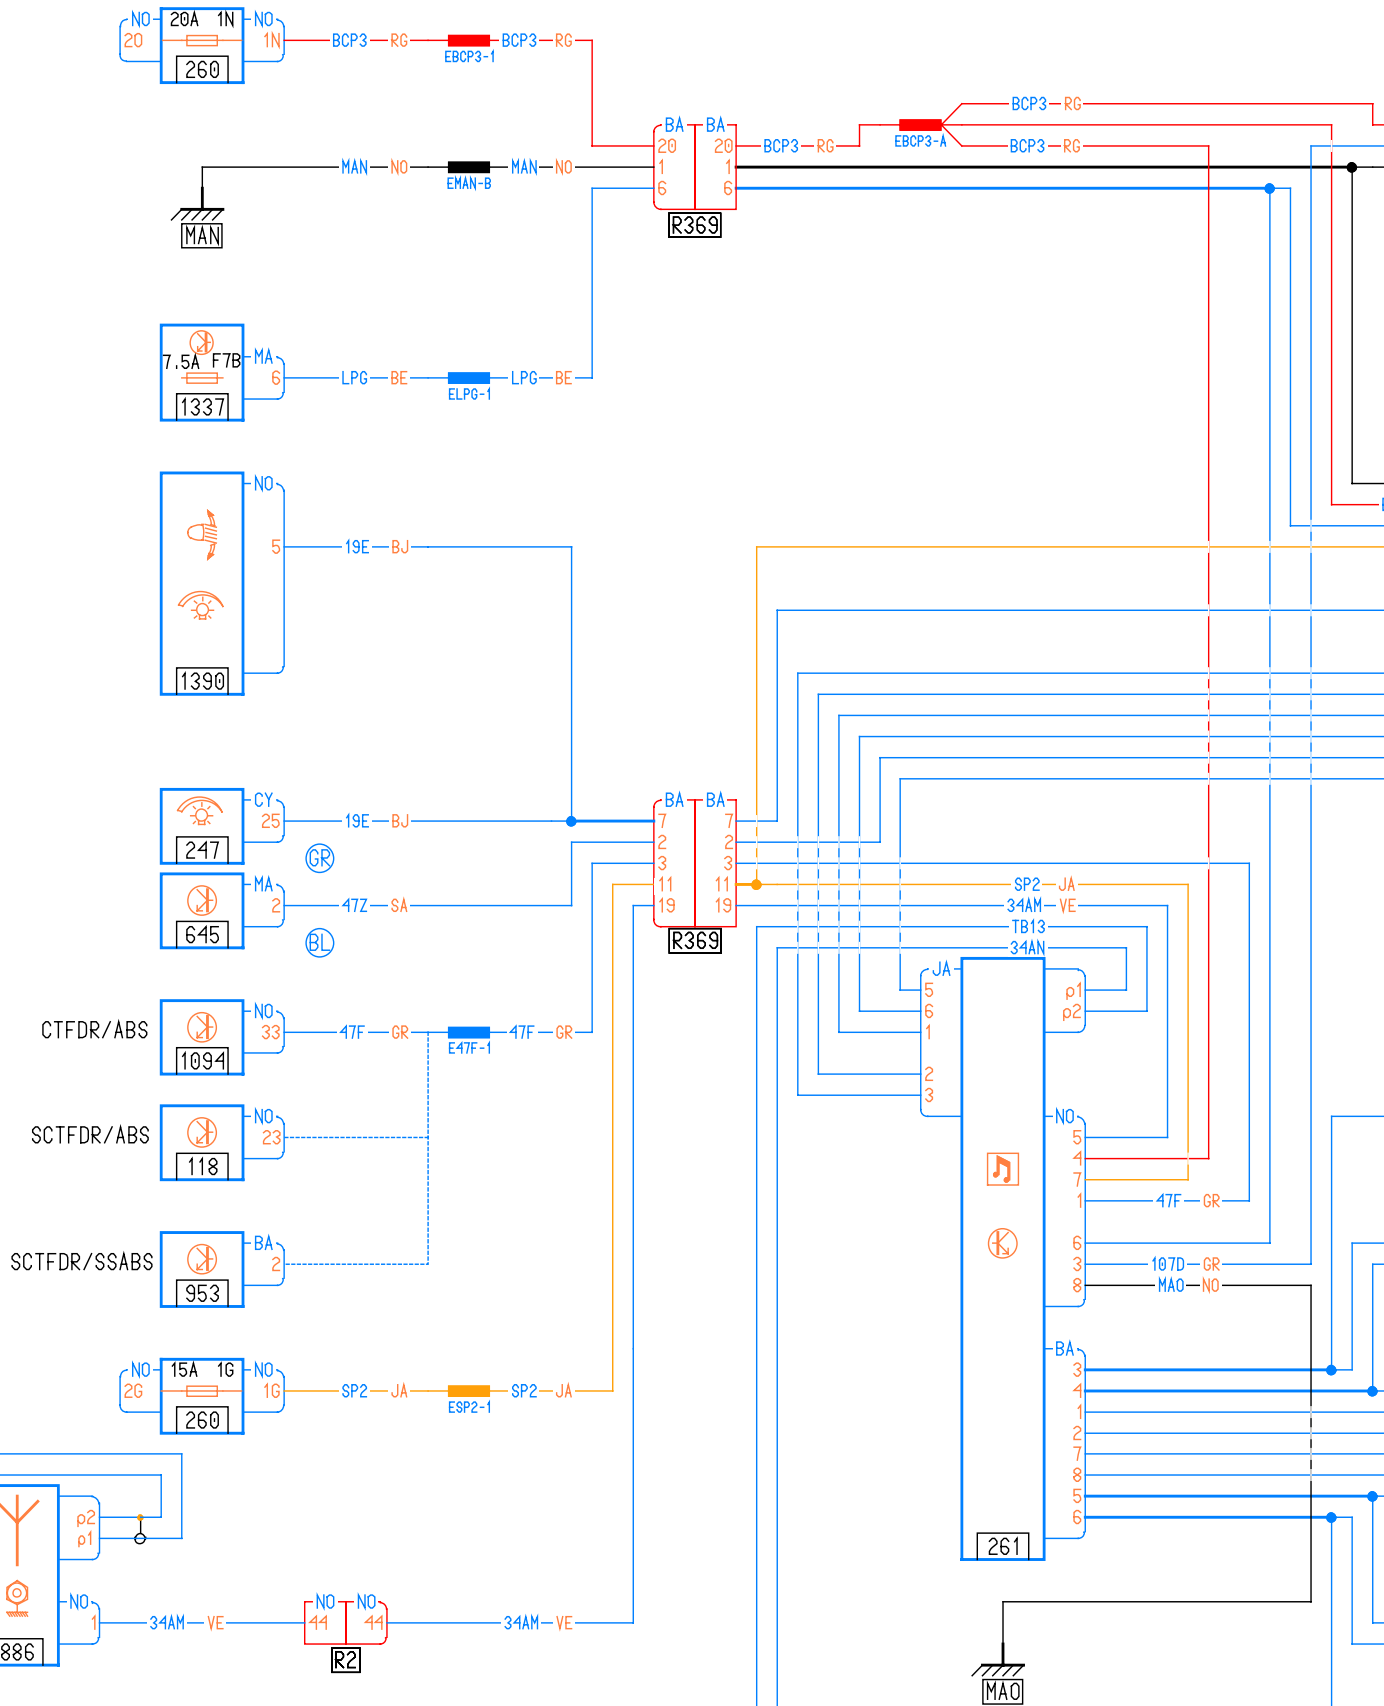 NO 20A 1N NO
20 1N BCP3 RG BCP3 RG
260 EBCP3-1
BCP3 RG
BA BA
20 20 BCP3 RG EBCP3-A BCP3 RG
MAN NO MAN NO 1 1
EMAN-B 6 6
MAN R369
7.5A F7B MA
6 LPG BE LPG BE
1337 ELPG-1
NO
5 19E BJ
1390
CY BA BA
25 19E BJ 7 7
247 GR 2 2
3 3
MA 11 11 SP2 JA
2 47Z SA 19 19 34AM VE
645 BL R369 TB13
34AN
JA
5 p1
NO 6 p2
CTFDR/ABS 33 47F GR 47F GR 1
1094 E47F-1
2
3
NO NO
SCTFDR/ABS 23 5
118 4
7
1 47F GR
BA 6
SCTFDR/SSABS 2 3 107D GR
953 8 MAO NO
BA
NO 15A 1G NO 3
2G 1G SP2 JA SP2 JA 4
260 ESP2-1 1
2
7
8
5
p2 6
p1 261
NO NO NO
1 34AM VE 44 44 34AM VE
886 R2
MAO